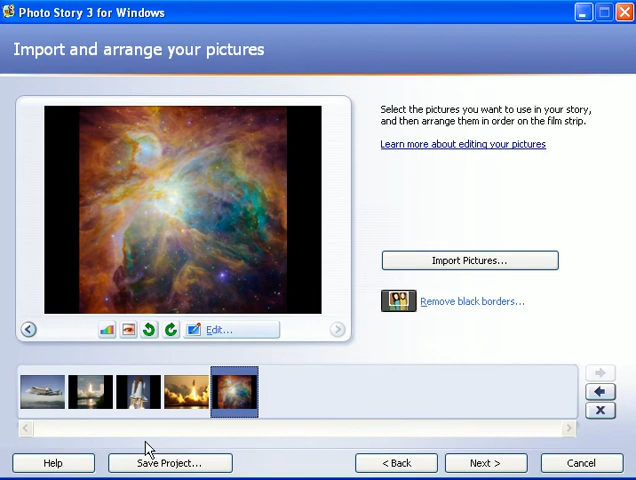 Photo Story 3 for Windows
Import and arrange your pictures
Select the pictures you want to use in your story,
and then arrange them in order on the film strip.
Learn more about editing your pictures
Import Pictures...
Remove black borders...
Edit...
Help
Save Project...
< Back
Next >
Cancel